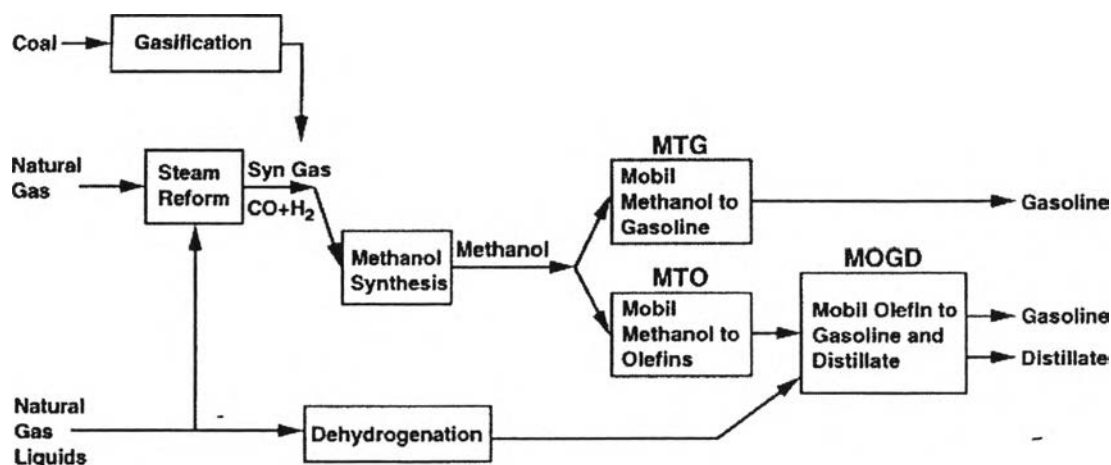 Coal
Gasification
Natural
Gas
Steam
Reform
Syn Gas
CO+H2
Methanol
Synthesis
Methanol
MTG
Mobil
Methanol to
Gasoline
Gasoline
MTO
Mobil
Methanol to
Olefins
MOGD
Mobil Olefin to
Gasoline and
Distillate
Gasoline
Distillate
Natural
Gas
Liquids
Dehydrogenation